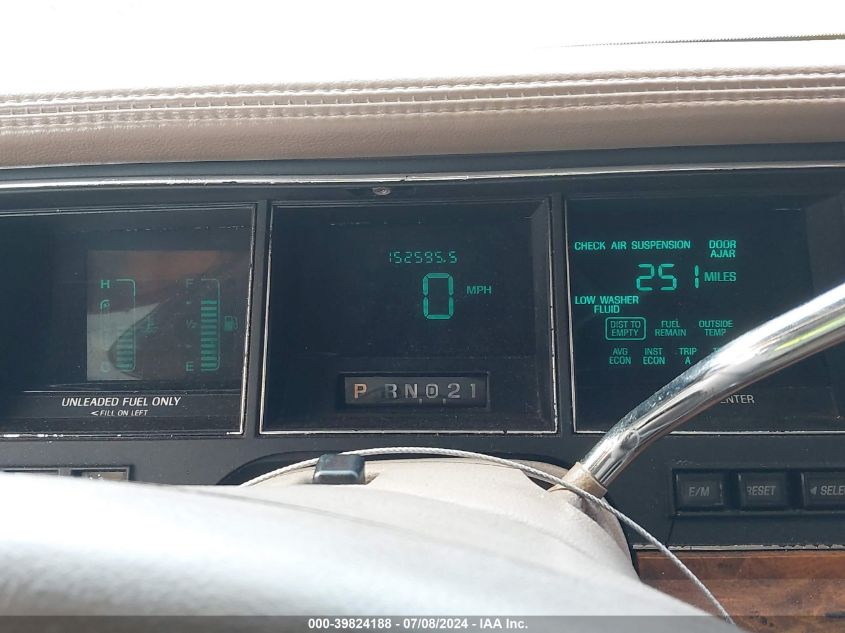 H
F
1/2
C
E
UNLEADED FUEL ONLY
< FILL ON LEFT
152595.5
0 MPH
P R N D 2 1
CHECK AIR SUSPENSION DOOR AJAR
251 MILES
LOW WASHER FLUID
DIST TO EMPTY FUEL REMAIN OUTSIDE TEMP
AVG ECON INST ECON TRIP A
E/M RESET
000-39824188 - 07/08/2024 - IAA Inc.